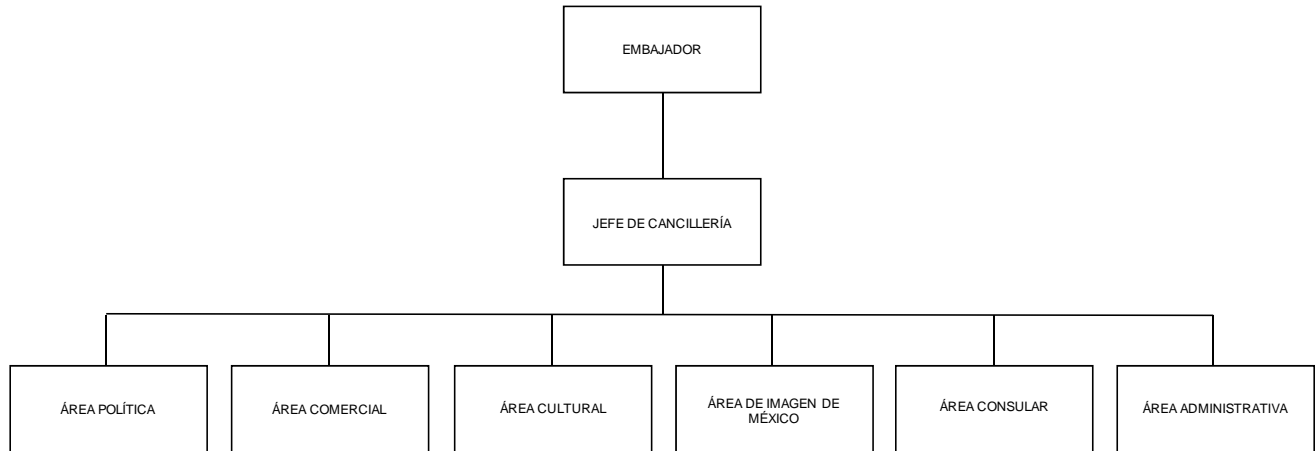 EMBAJADOR
JEFE DE CANCILLERÍA
ÁREA POLÍTICA
ÁREA COMERCIAL
ÁREA CULTURAL
ÁREA DE IMAGEN DE
MÉXICO
ÁREA CONSULAR
ÁREA ADMINISTRATIVA